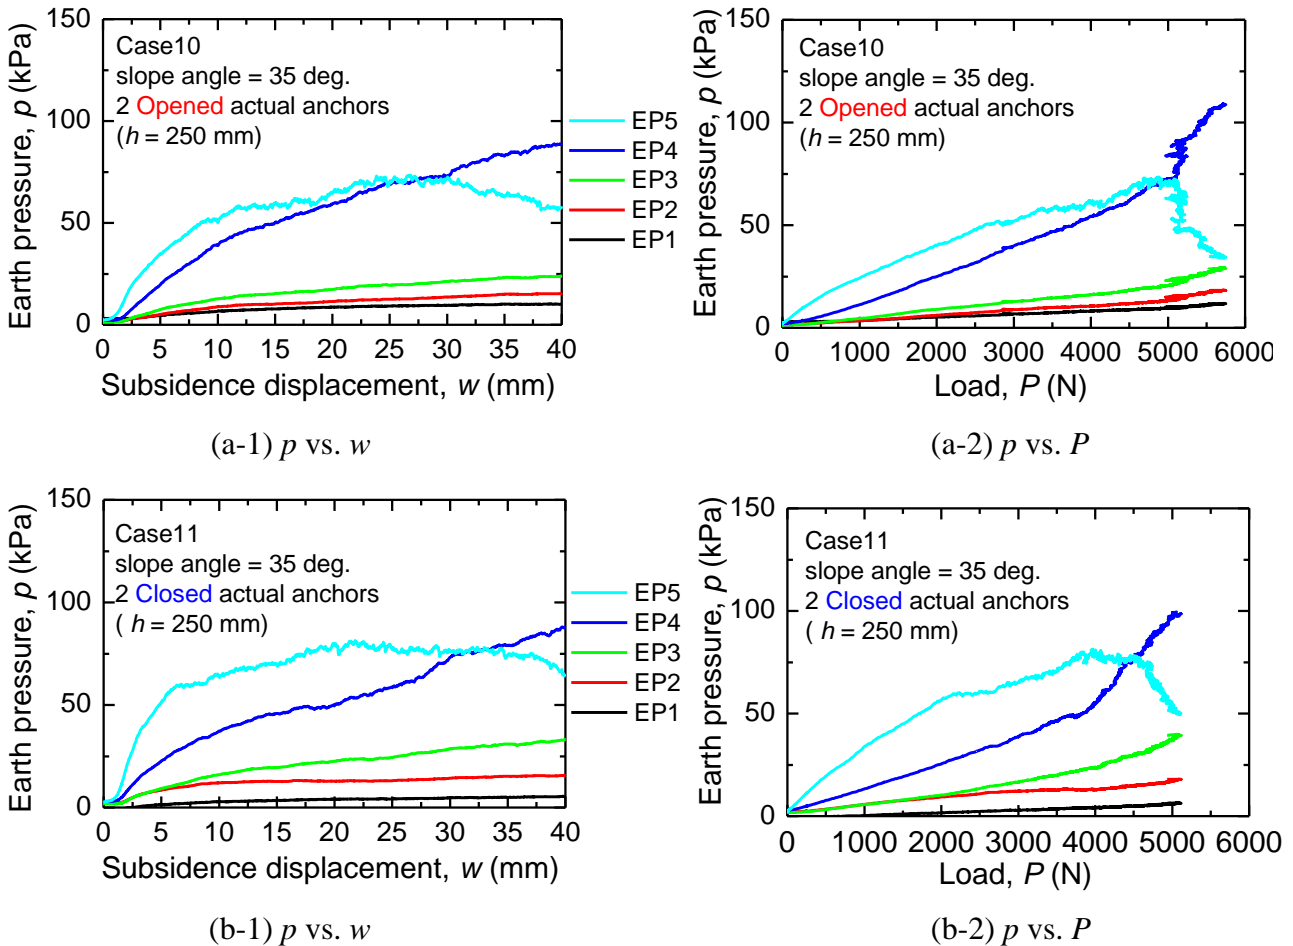 150
100
50
0
Earth pressure, p (kPa)
Case10
slope angle = 35 deg.
2 Opened actual anchors
(h = 250 mm)
EP5
EP4
EP3
EP2
EP1
0 5 10 15 20 25 30 35 40
Subsidence displacement, w (mm)
(a-1) p vs. w
150
100
50
0
Earth pressure, p (kPa)
Case10
slope angle = 35 deg.
2 Opened actual anchors
(h = 250 mm)
0 1000 2000 3000 4000 5000 6000
Load, P (N)
(a-2) p vs. P
150
100
50
0
Earth pressure, p (kPa)
Case11
slope angle = 35 deg.
2 Closed actual anchors
( h = 250 mm)
EP5
EP4
EP3
EP2
EP1
0 5 10 15 20 25 30 35 40
Subsidence displacement, w (mm)
(b-1) p vs. w
150
100
50
0
Earth pressure, p (kPa)
Case11
slope angle = 35 deg.
2 Closed actual anchors
( h = 250 mm)
0 1000 2000 3000 4000 5000 6000
Load, P (N)
(b-2) p vs. P